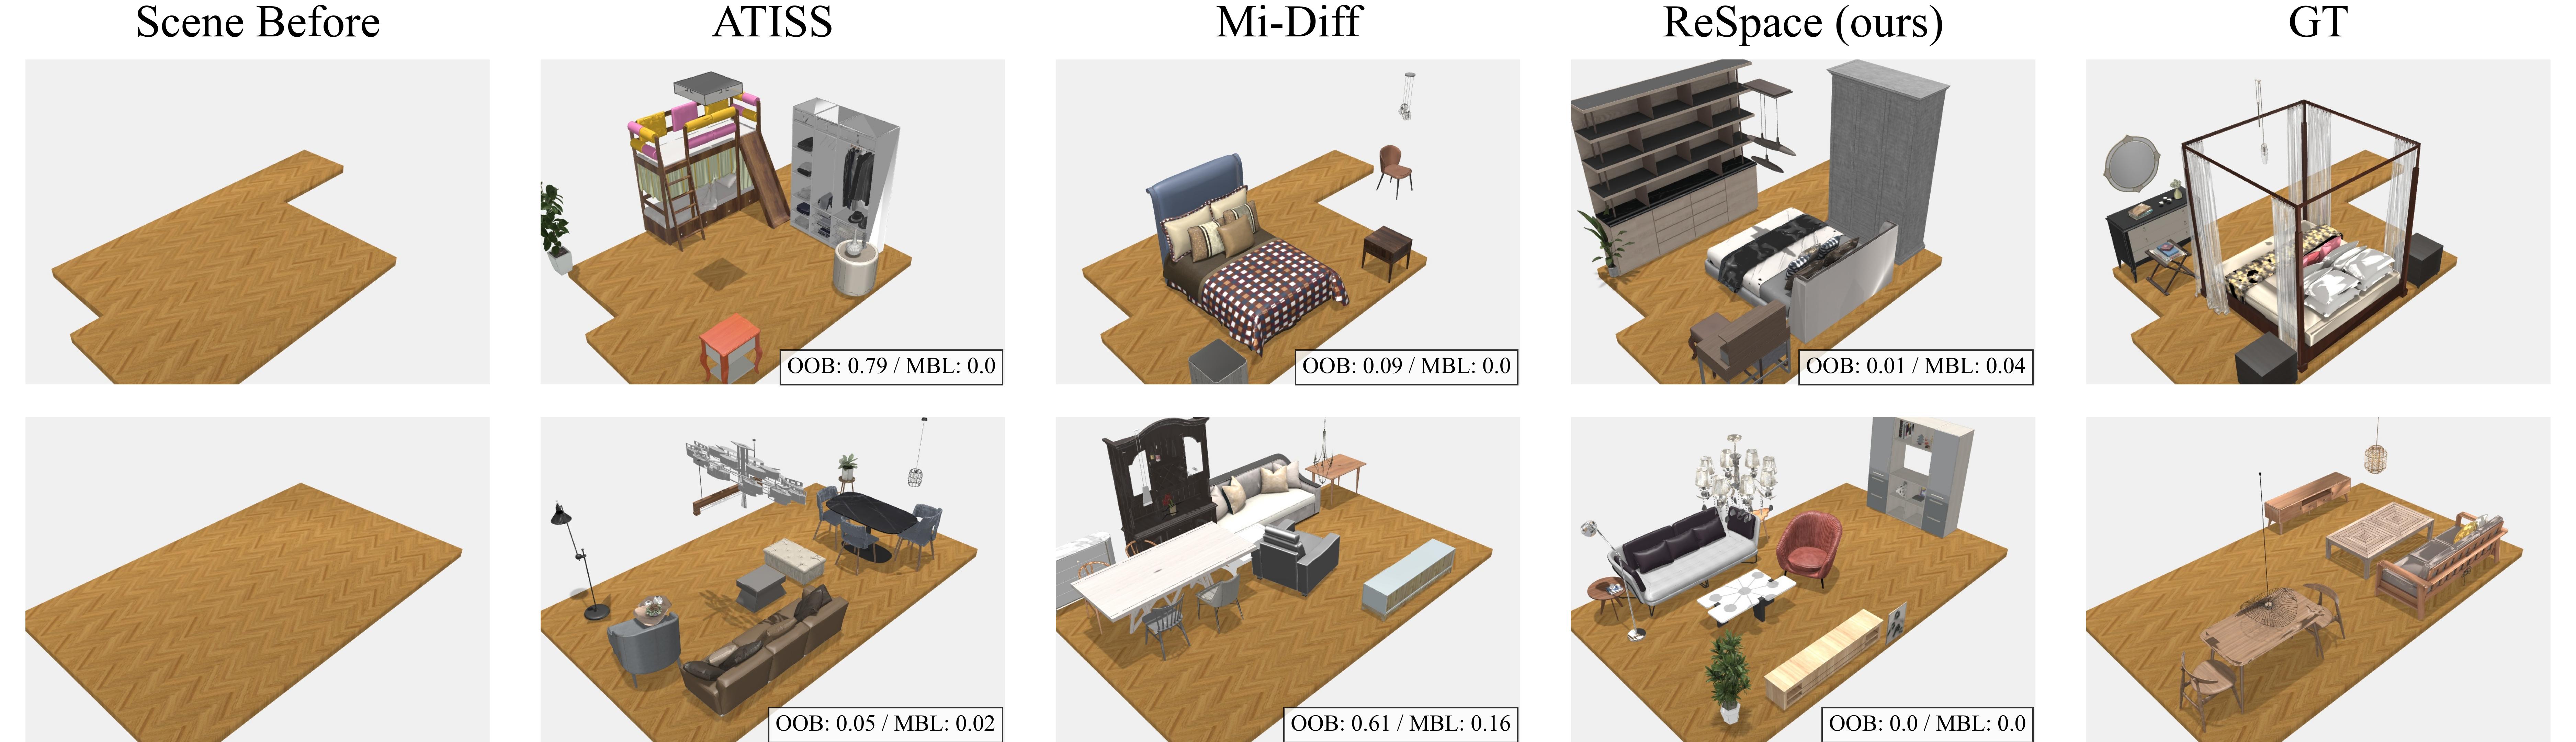 Scene Before
ATISS
Mi-Diff
ReSpace (ours)
GT
OOB: 0.79 / MBL: 0.0
OOB: 0.09 / MBL: 0.0
OOB: 0.01 / MBL: 0.04
OOB: 0.05 / MBL: 0.02
OOB: 0.61 / MBL: 0.16
OOB: 0.0 / MBL: 0.0